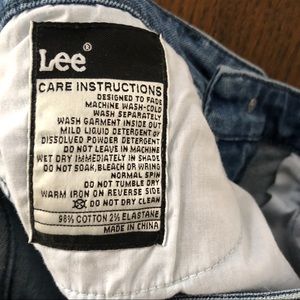 Lee®
CARE INSTRUCTIONS
DESIGNED TO FADE
MACHINE WASH-COLD
WASH SEPARATELY
WASH GARMENT INSIDE OUT
MILD LIQUID DETERGENT OR
DISSOLVED POWDER DETERGENT
DO NOT LEAVE IN MACHINE
WET DRY IMMEDIATELY IN SHADE
DO NOT SOAK,BLEACH OR WRING
NORMAL SPIN
DO NOT TUMBLE DRY
WARM IRON ON REVERSE SIDE
DO NOT DRY CLEAN
98% COTTON 2% ELASTANE
MADE IN CHINA